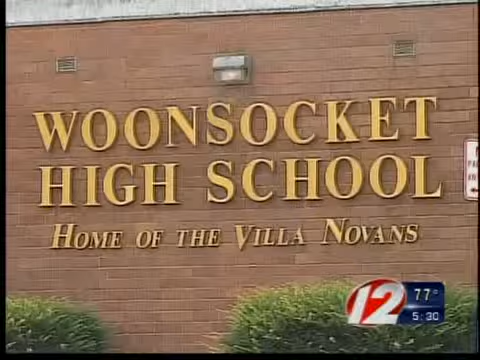 WOONSOCKET
HIGH SCHOOL
HOME OF THE VILLA NOVANS
12 77°
5:30